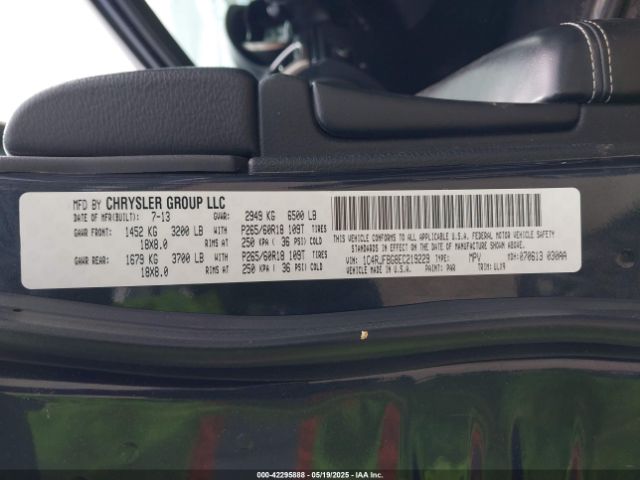 MFD BY CHRYSLER GROUP LLC
DATE OF MFR(BUILT): 7-13 GVWR: 2949 KG 6500 LB
GAWR FRONT: 1452 KG 3200 LB WITH P265/60R18 109T
18X8.0 RIMS AT 250 KPA ( 36 PSI) COLD
GAWR REAR: 1679 KG 3700 LB WITH P265/60R18 109T
18X8.0 RIMS AT 250 KPA ( 36 PSI) COLD
THIS VEHICLE CONFORMS TO ALL APPLICABLE U.S.A. FEDERAL MOTOR VEHICLE SAFETY
STANDARDS IN EFFECT ON THE DATE OF MANUFACTURE SHOWN ABOVE.
VIN: 1C4RJFBG8EC219229 TYPE: MPV MDH:070613 030AA
VEHICLE MADE IN U.S.A. PAINT: PAR TRIM: LLX9
000-42295888 - 05/19/2025 - IAA, Inc.